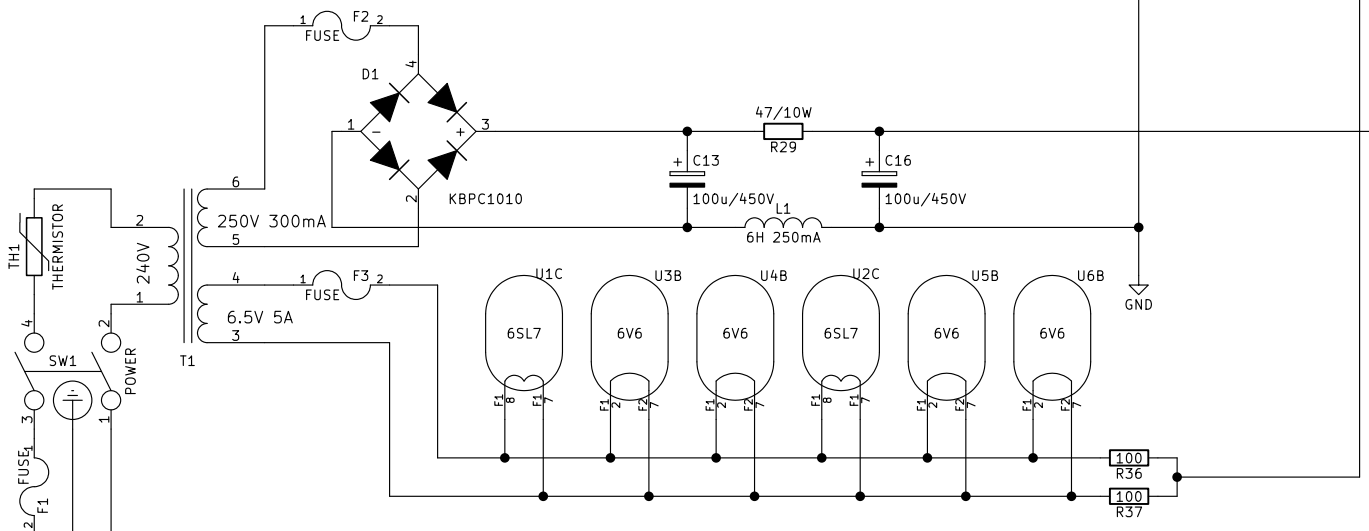 1 F2 2
FUSE
4
D1
1 - + 3
2
KBPC1010
47/10W
R29
+ C13
100u/450V
+ C16
100u/450V
L1
6H 250mA
GND
6
250V 300mA
5
2
240V
1
4
1 F3 2
FUSE
6.5V 5A
3
T1
TH1
THERMISTOR
4
2
SW1
POWER
3
1
1
FUSE
F1
2
U1C
6SL7
F1
8
F1
7
U3B
6V6
F1
2
F2
7
U4B
6V6
F1
2
F2
7
U2C
6SL7
F1
8
F1
7
U5B
6V6
F1
2
F2
7
U6B
6V6
F1
2
F2
7
100
R36
100
R37